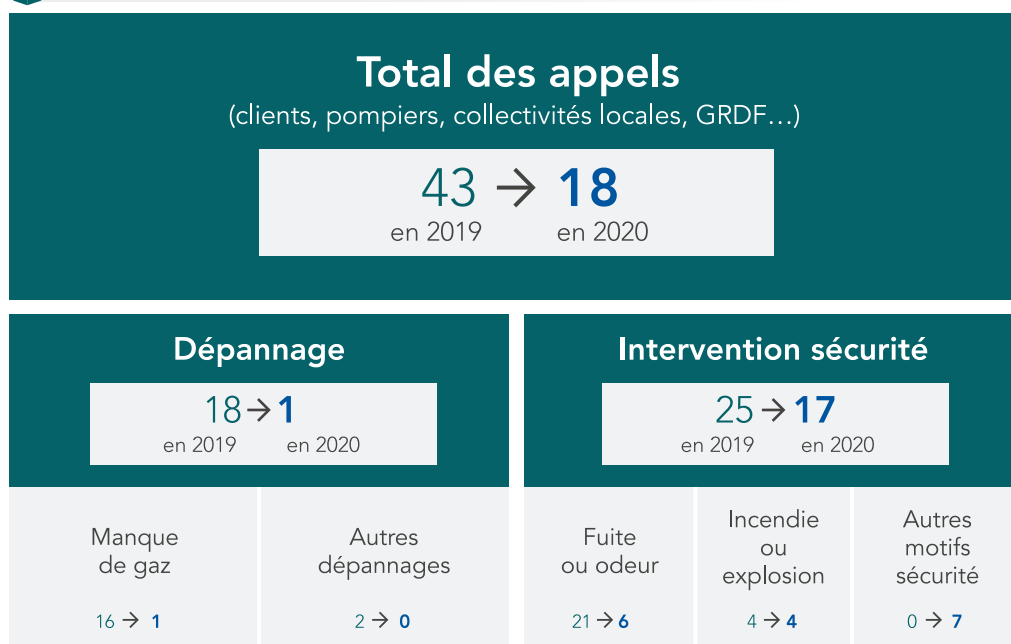 Total des appels
(clients, pompiers, collectivités locales, GRDF...)
43 → 18
en 2019 en 2020
Dépannage
18 → 1
en 2019 en 2020
Manque
de gaz
16 → 1
Autres
dépannages
2 → 0
Intervention sécurité
25 → 17
en 2019 en 2020
Fuite
ou odeur
21 → 6
Incendie
ou
explosion
4 → 4
Autres
motifs
sécurité
0 → 7